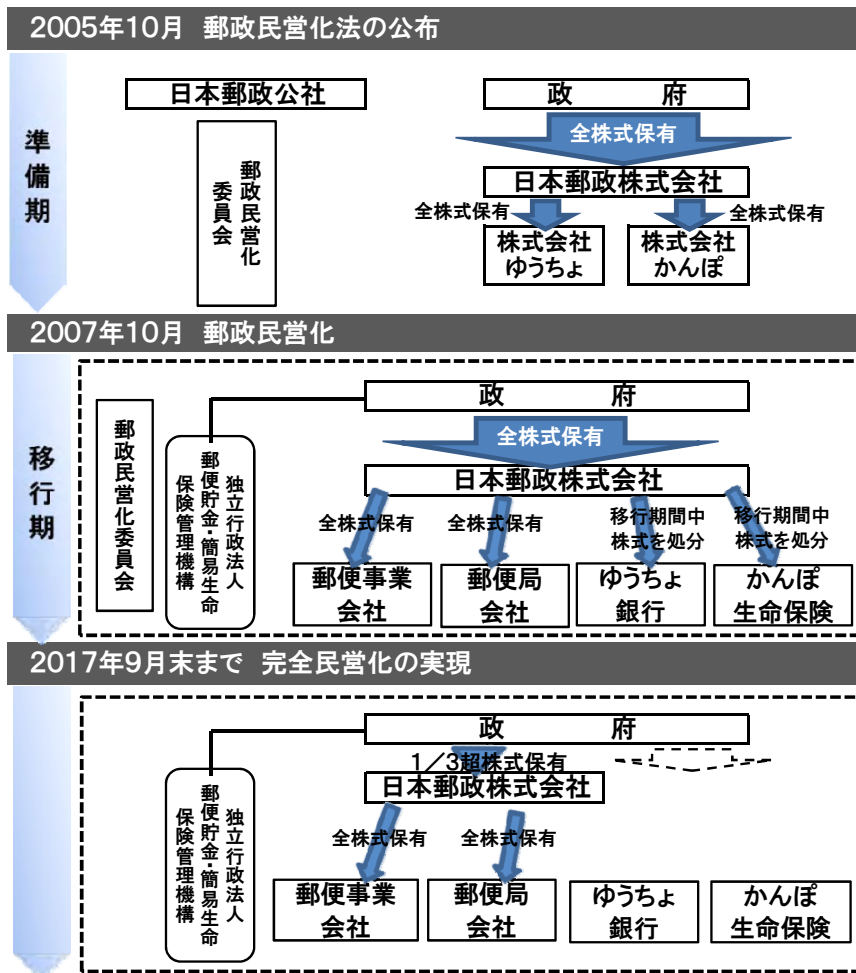 2005年10月 郵政民営化法の公布
準備期
日本郵政公社
郵政民営化
委員会
政 府
全株式保有
日本郵政株式会社
全株式保有
全株式保有
株式会社
ゆうちょ
株式会社
かんぽ
2007年10月 郵政民営化
移行期
郵政民営化委員会
独立行政法人
郵便貯金・簡易生命
保険管理機構
政 府
全株式保有
日本郵政株式会社
全株式保有
全株式保有
移行期間中
株式を処分
移行期間中
株式を処分
郵便事業
会社
郵便局
会社
ゆうちょ
銀行
かんぽ
生命保険
2017年9月末まで 完全民営化の実現
独立行政法人
郵便貯金・簡易生命
保険管理機構
政 府
1/3超株式保有
日本郵政株式会社
全株式保有
全株式保有
郵便事業
会社
郵便局
会社
ゆうちょ
銀行
かんぽ
生命保険